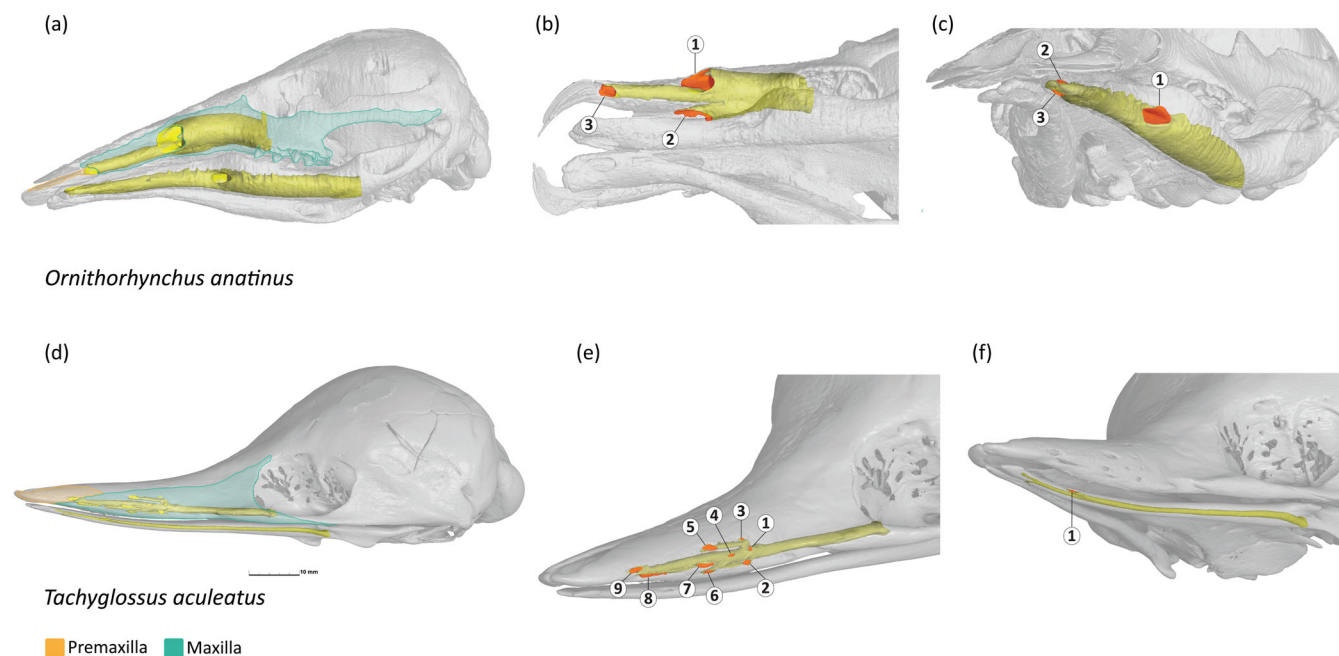 (a)
(b)
(c)
1
2
3
2
3
1
Ornithorhynchus anatinus
(d)
(e)
(f)
10 mm
5
4
3
1
9
8
7
6
2
1
Tachyglossus aculeatus
Premaxilla Maxilla